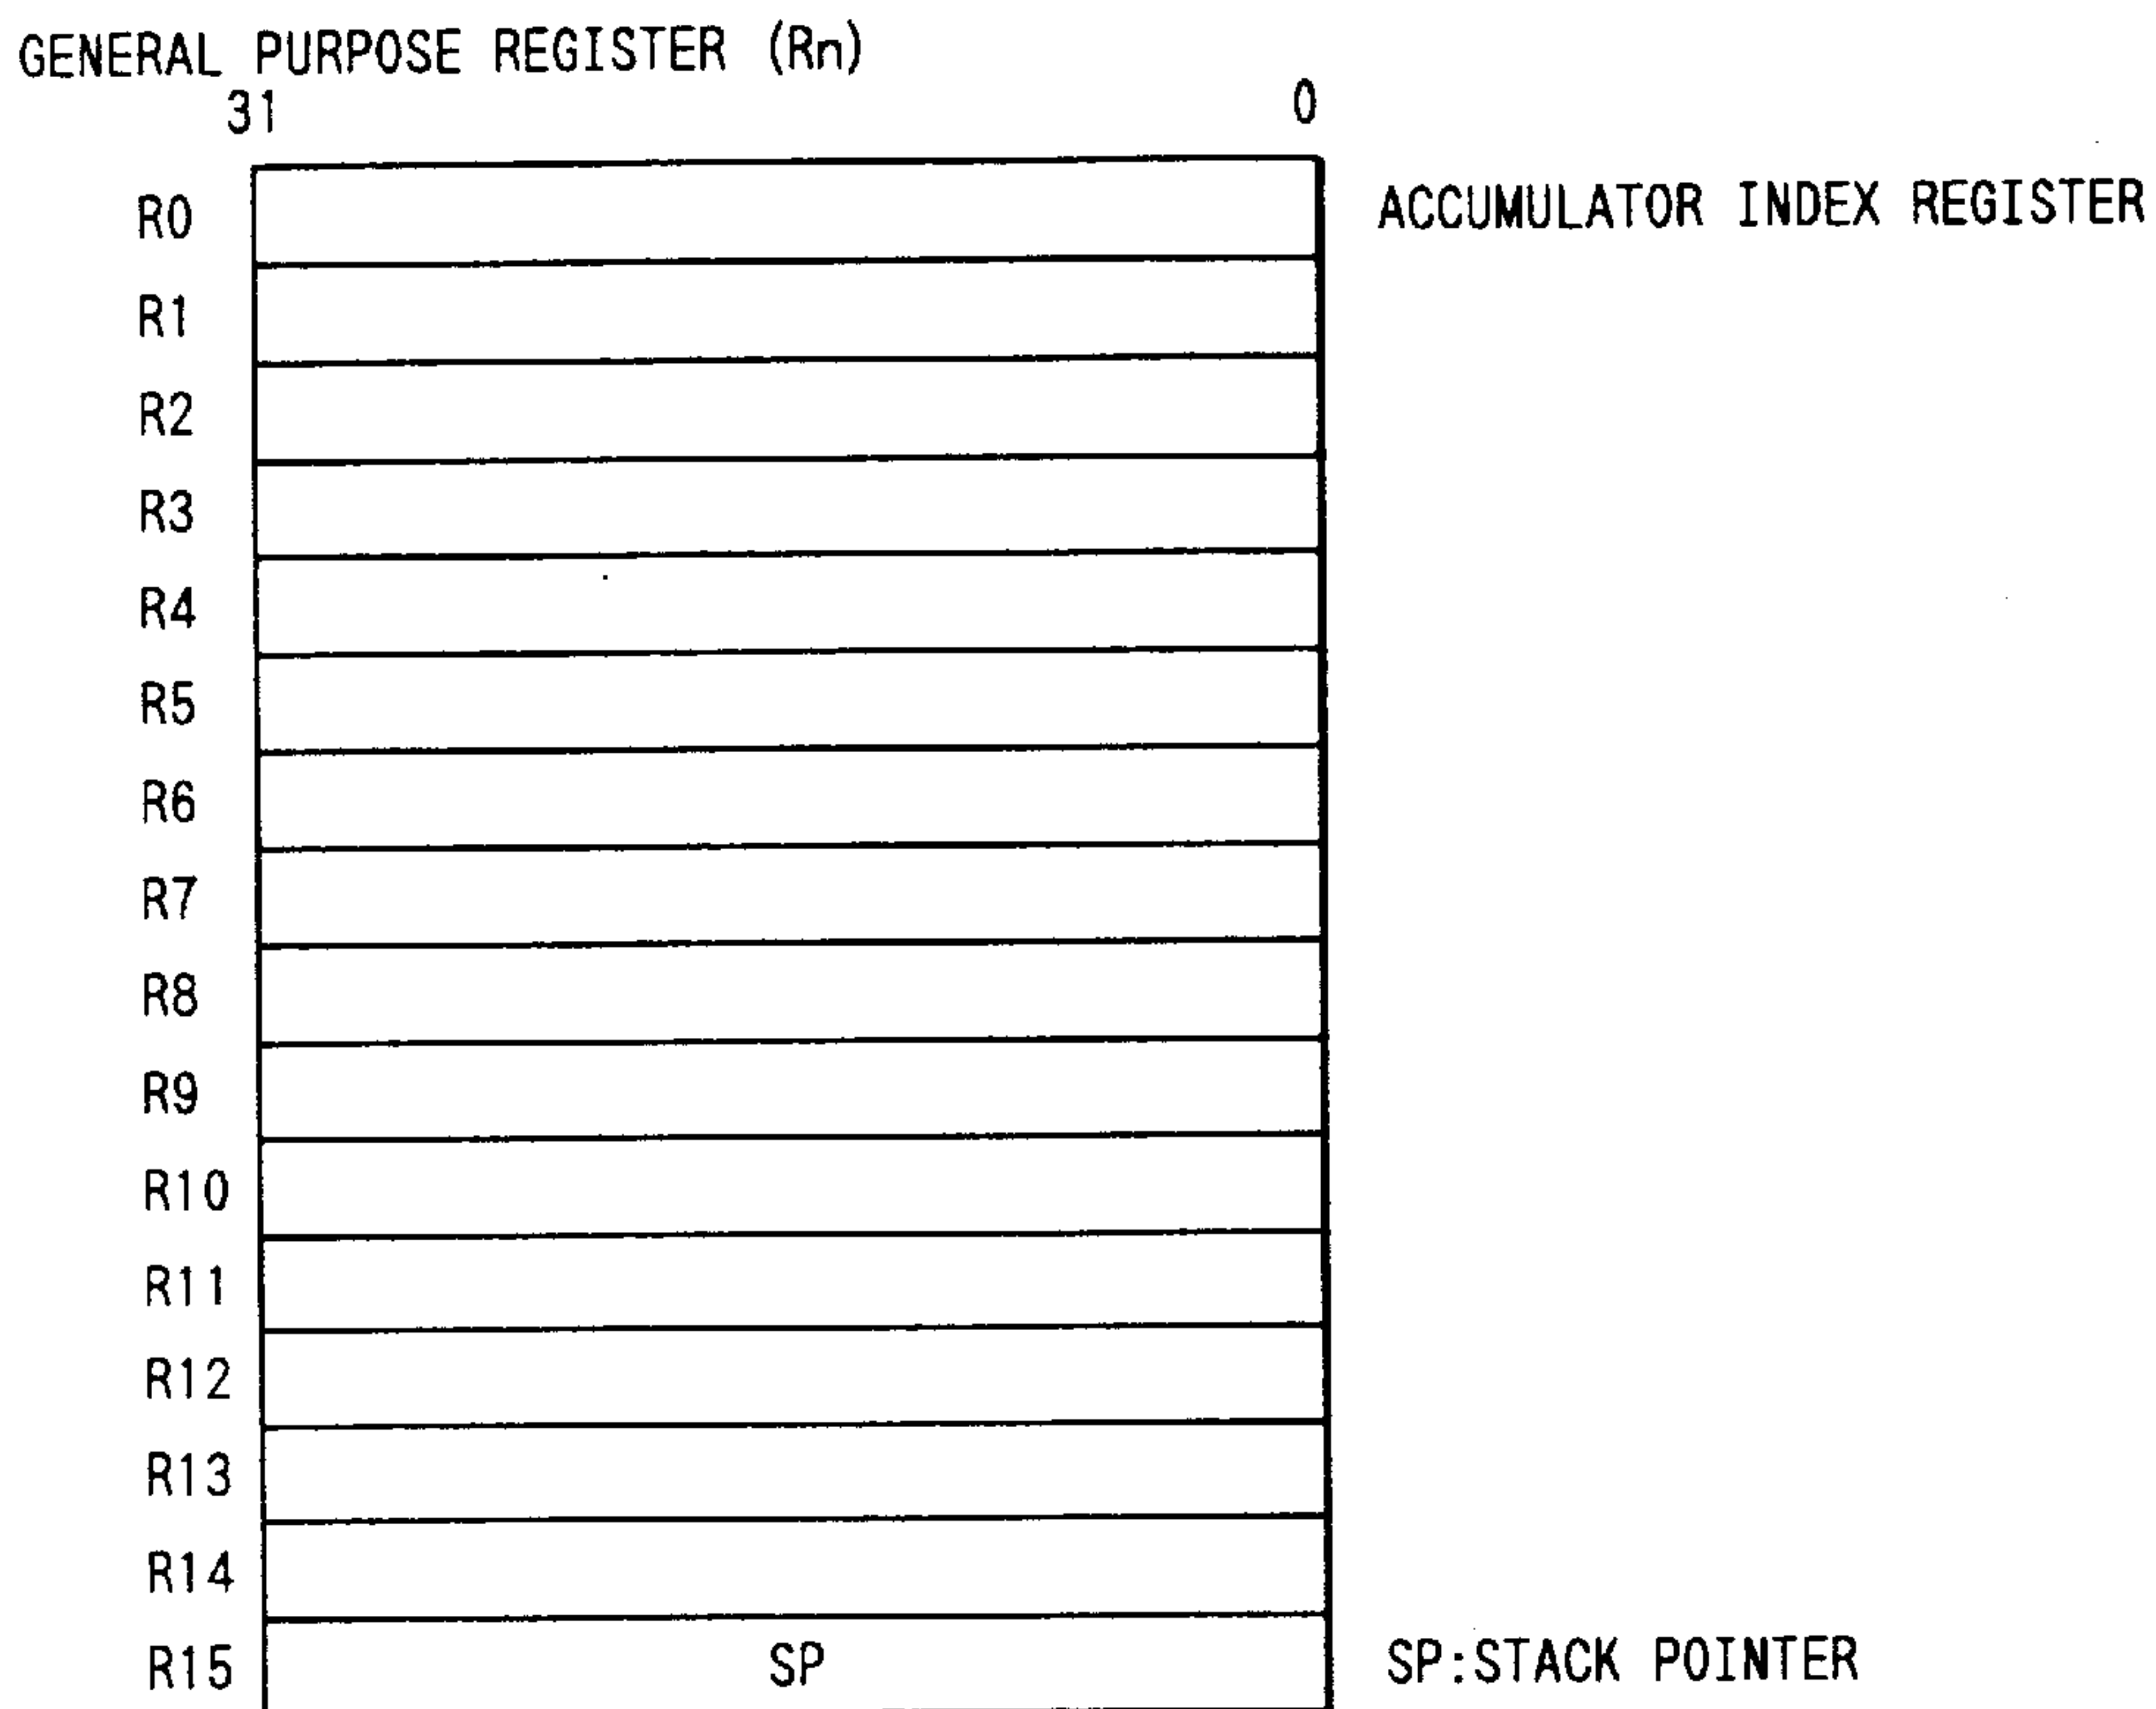 GENERAL PURPOSE REGISTER (Rn)
31 0
R0 ACCUMULATOR INDEX REGISTER
R1
R2
R3
R4
R5
R6
R7
R8
R9
R10
R11
R12
R13
R14
R15 SP SP:STACK POINTER